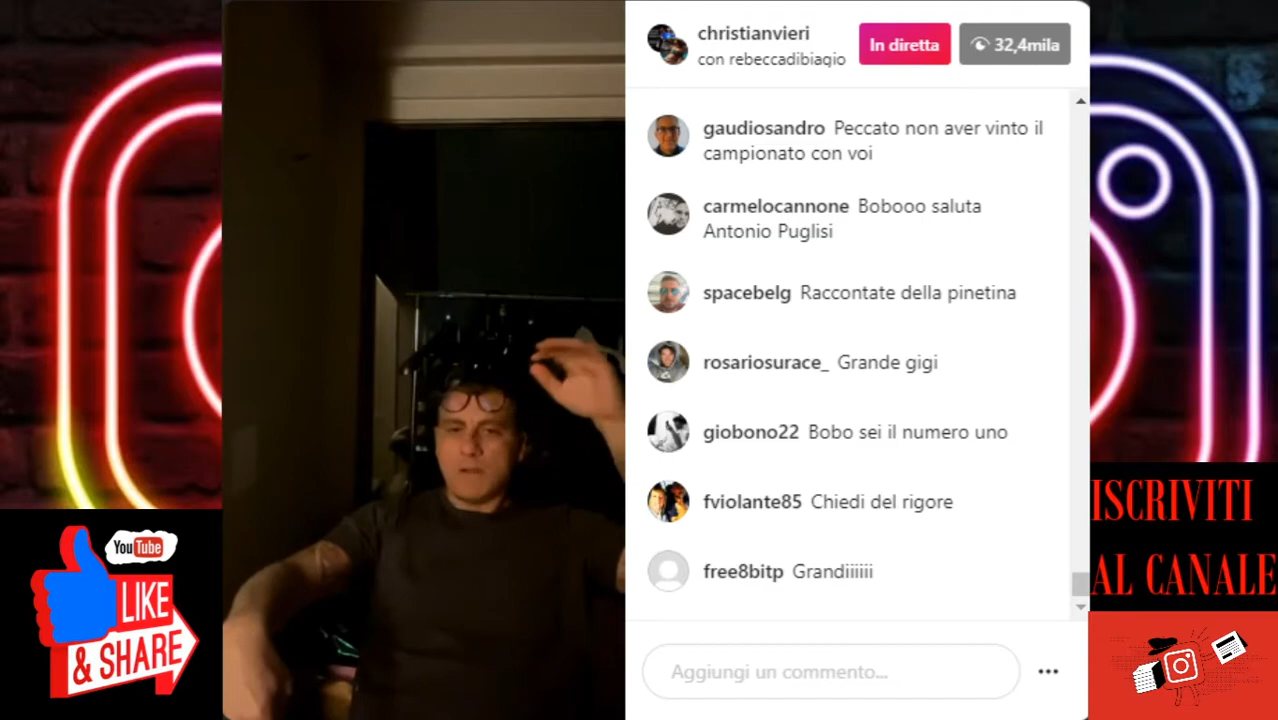 christianvieri
con rebeccadibiagio
In diretta
32,4mila
gaudiosandro Peccato non aver vinto il
campionato con voi
carmelocannone Bobooo saluta
Antonio Puglisi
spacebelg Raccontate della pinetina
rosariosurace_ Grande gigi
giobono22 Bobo sei il numero uno
fviolante85 Chiedi del rigore
free8bitp Grandiiiiii
Aggiungi un commento...
YouTube
LIKE
& SHARE
ISCRIVITI
AL CANALE